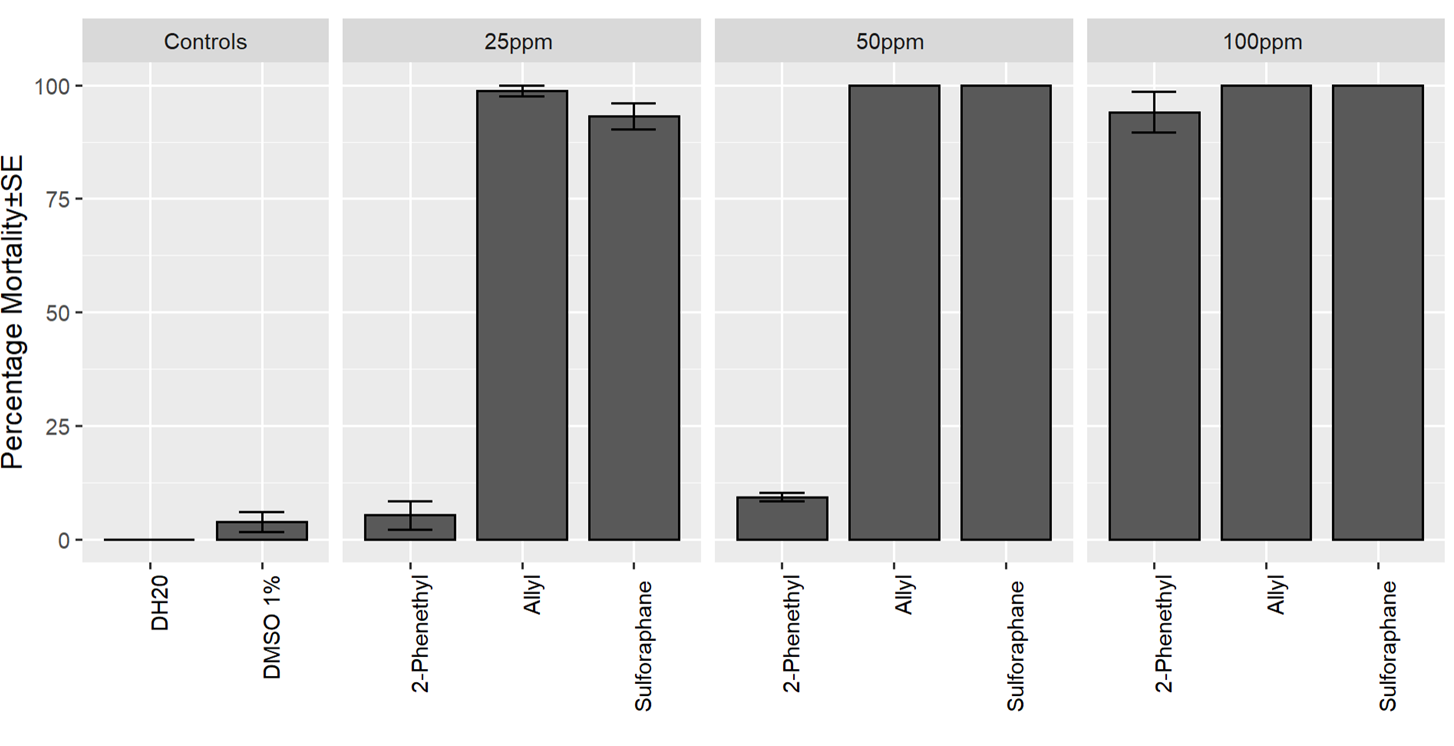 Controls
25ppm
50ppm
100ppm
Percentage Mortality±SE
100
75
50
25
0
DH20
DMSO 1%
2-Phenethyl
Allyl
Sulforaphane
2-Phenethyl
Allyl
Sulforaphane
2-Phenethyl
Allyl
Sulforaphane